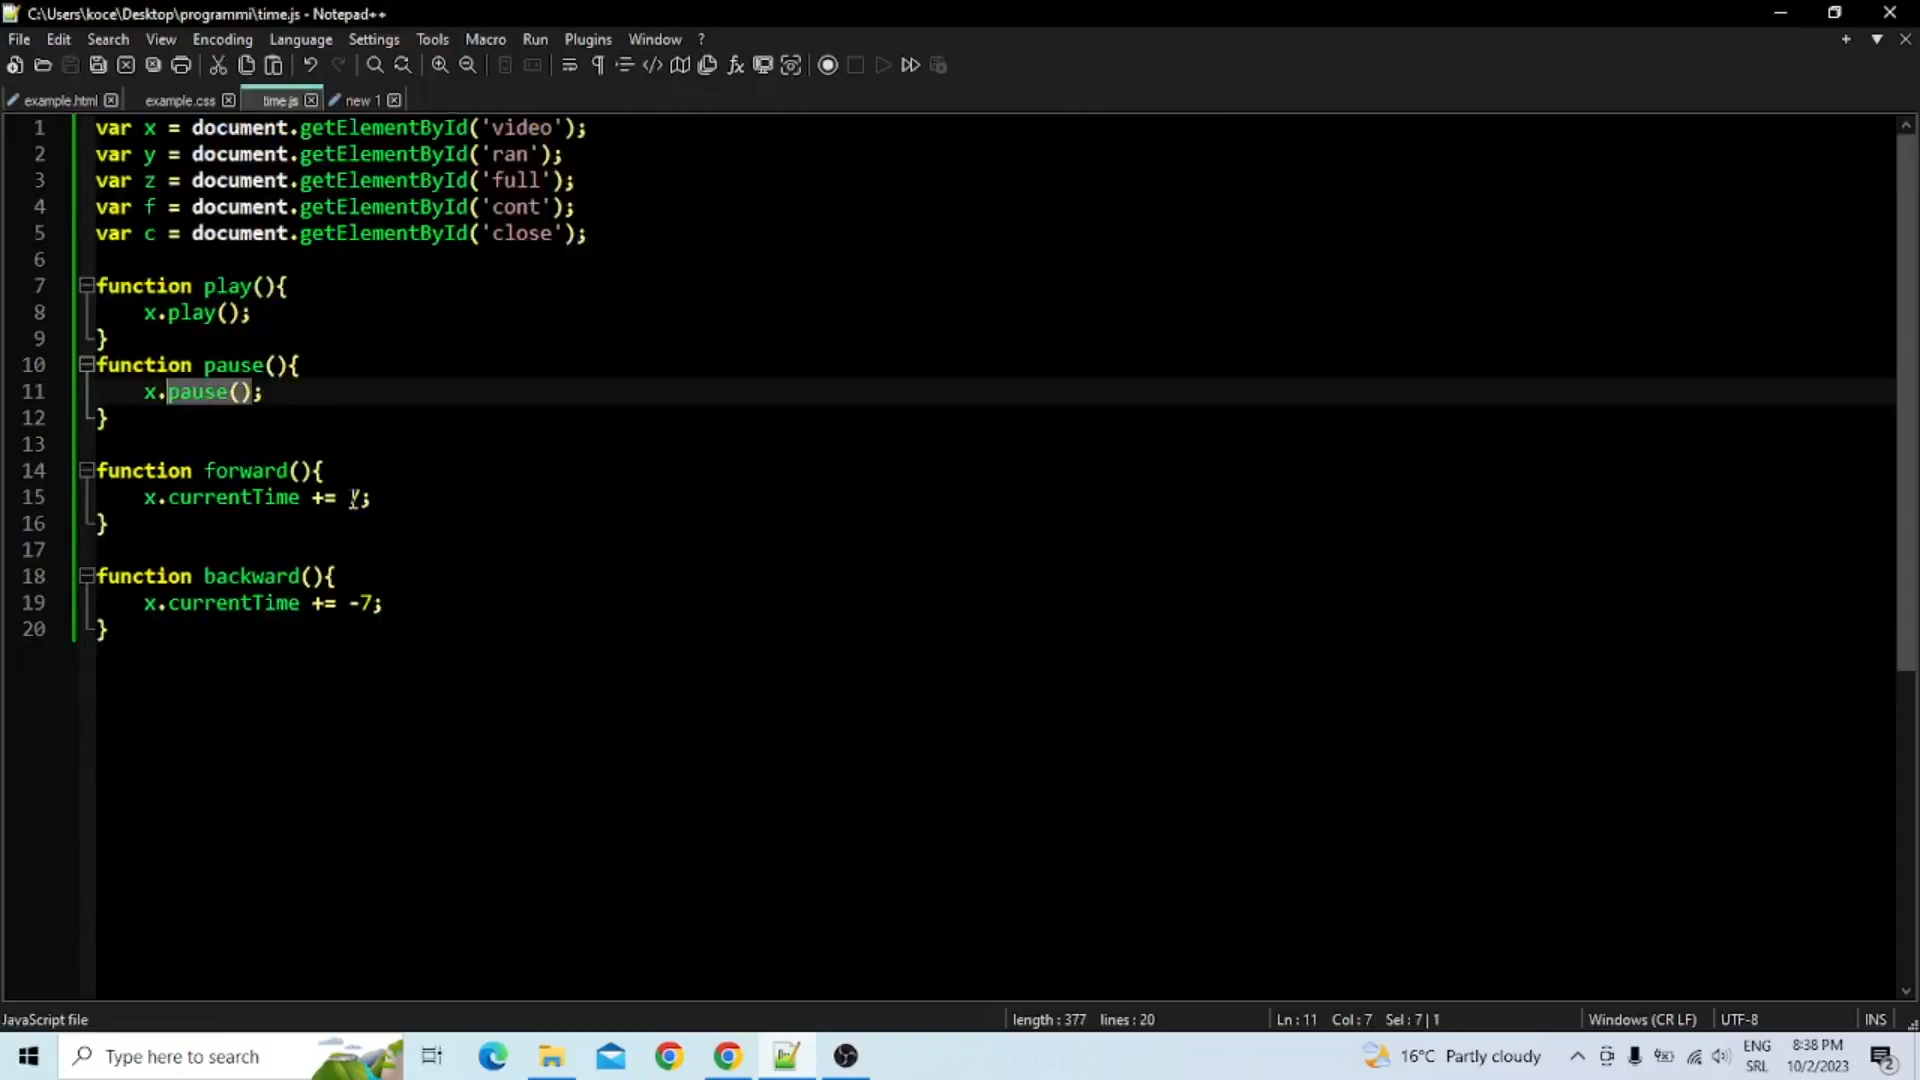 C:\Users\koce\Desktop\programmi\time.js - Notepad++
File Edit Search View Encoding Language Settings Tools Macro Run Plugins Window ?
example.html example.css time.js new 1
1 var x = document.getElementById('video');
2 var y = document.getElementById('ran');
3 var z = document.getElementById('full');
4 var f = document.getElementById('cont');
5 var c = document.getElementById('close');
6
7 function play(){
8 x.play();
9 }
10 function pause(){
11 x.pause();
12 }
13
14 function forward(){
15 x.currentTime += ;
16 }
17
18 function backward(){
19 x.currentTime += -7;
20 }
JavaScript file length : 377 lines : 20 Ln : 11 Col : 7 Sel : 7 | 1 Windows (CR LF) UTF-8 INS
Type here to search 16°C Partly cloudy ENG SRL 8:38 PM 10/2/2023 2